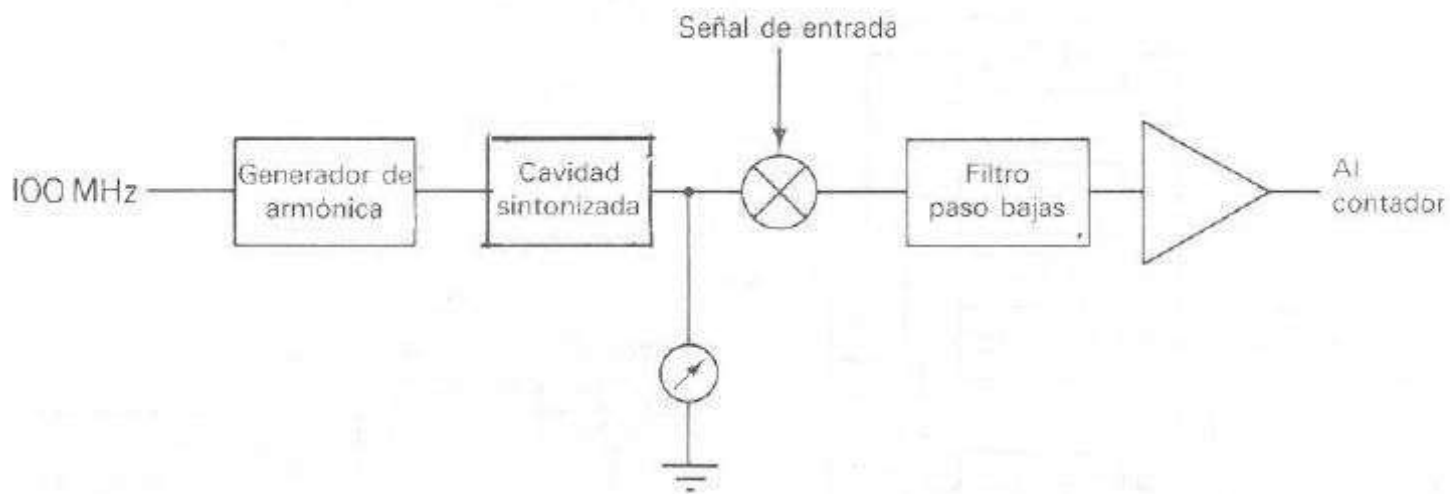 Señal de entrada
100 MHz
Generador de
armónica
Cavidad
sintonizada
Filtro
paso bajas
Al
contador